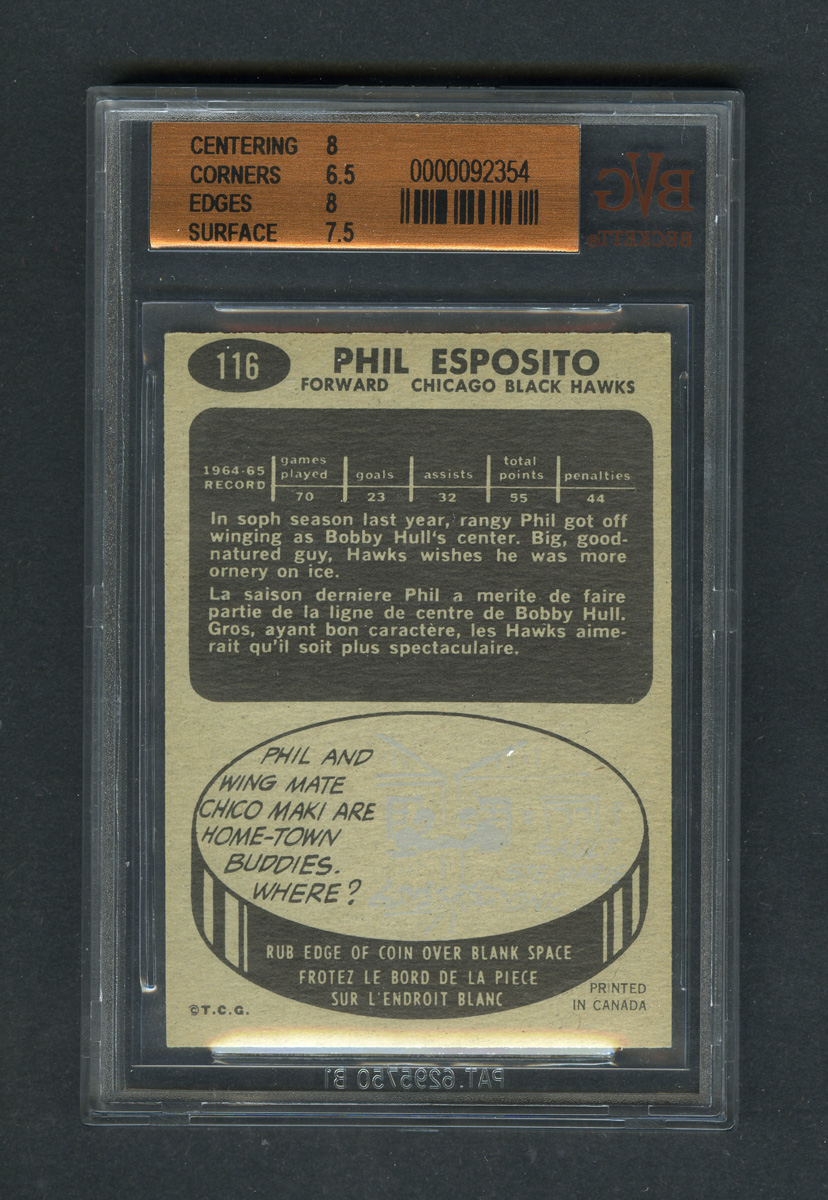 CENTERING 8
CORNERS 6.5
EDGES 8
SURFACE 7.5
0000092354
BVG
BECKETT
116
PHIL ESPOSITO
FORWARD CHICAGO BLACK HAWKS
1964-65 RECORD
games played goals assists total points penalties
70 23 32 55 44
In soph season last year, rangy Phil got off
winging as Bobby Hull's center. Big, good-
natured guy, Hawks wishes he was more
ornery on ice.
La saison derniere Phil a merite de faire
partie de la ligne de centre de Bobby Hull.
Gros, ayant bon caractère, les Hawks aime-
rait qu'il soit plus spectaculaire.
PHIL AND
WING MATE
CHICO MAKI ARE
HOME-TOWN
BUDDIES.
WHERE?
RUB EDGE OF COIN OVER BLANK SPACE
FROTEZ LE BORD DE LA PIECE
SUR L'ENDROIT BLANC
©T.C.G.
PRINTED
IN CANADA
PAT.6295750 B1